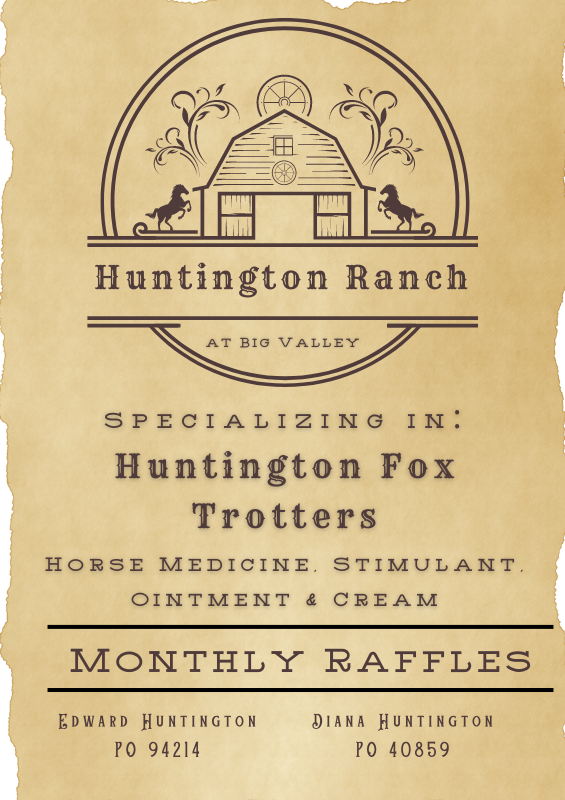 Huntington Ranch
at Big Valley
Specializing in:
Huntington Fox
Trotters
Horse Medicine, Stimulant,
Ointment & Cream
Monthly Raffles
Edward Huntington Diana Huntington
PO 94214 PO 40859